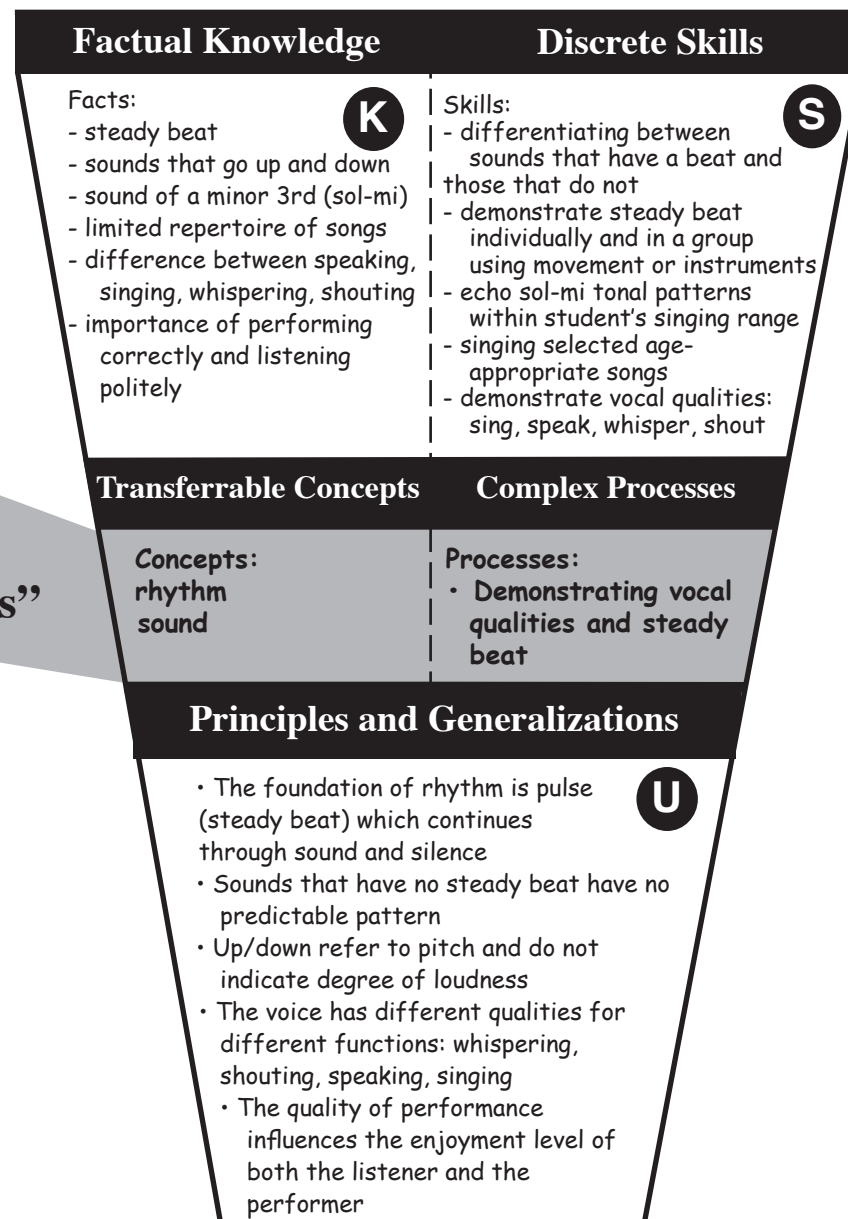 Factual Knowledge
Discrete Skills
Facts:
K
- steady beat
- sounds that go up and down
- sound of a minor 3rd (sol-mi)
- limited repertoire of songs
- difference between speaking,
singing, whispering, shouting
- importance of performing
correctly and listening
politely
Skills:
S
- differentiating between
sounds that have a beat and
those that do not
- demonstrate steady beat
individually and in a group
using movement or instruments
- echo sol-mi tonal patterns
within student's singing range
- singing selected age-
appropriate songs
- demonstrate vocal qualities:
sing, speak, whisper, shout
Transferrable Concepts
Complex Processes
s”
Concepts:
rhythm
sound
Processes:
• Demonstrating vocal
qualities and steady
beat
Principles and Generalizations
U
• The foundation of rhythm is pulse
(steady beat) which continues
through sound and silence
• Sounds that have no steady beat have no
predictable pattern
• Up/down refer to pitch and do not
indicate degree of loudness
• The voice has different qualities for
different functions: whispering,
shouting, speaking, singing
• The quality of performance
influences the enjoyment level of
both the listener and the
performer